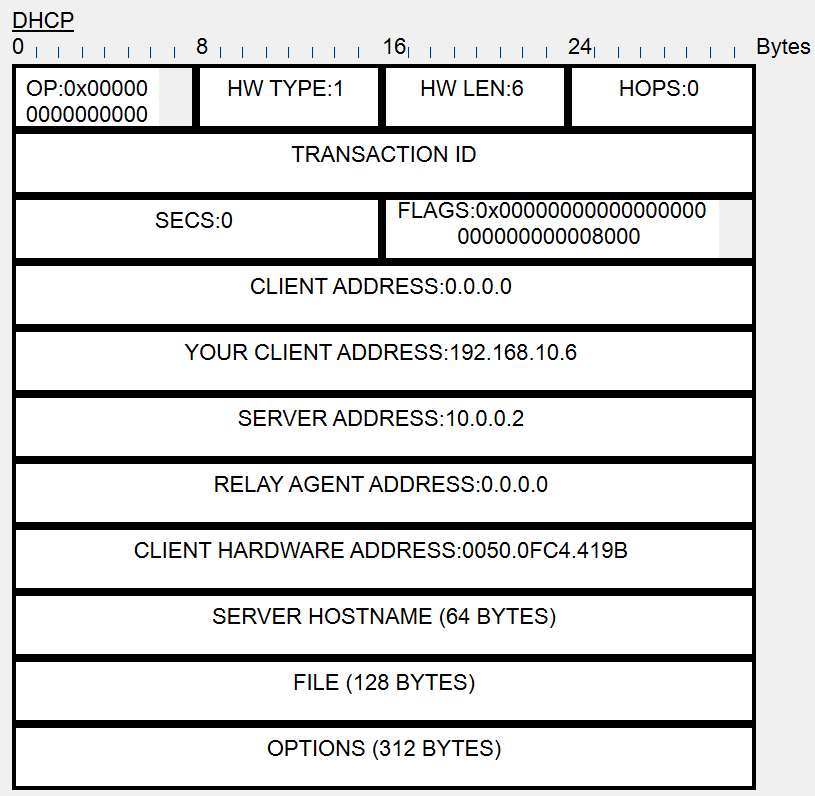 DHCP
0 8 16 24 Bytes
OP:0x00000
0000000000
HW TYPE:1
HW LEN:6
HOPS:0
TRANSACTION ID
SECS:0
FLAGS:0x00000000000000000
000000000008000
CLIENT ADDRESS:0.0.0.0
YOUR CLIENT ADDRESS:192.168.10.6
SERVER ADDRESS:10.0.0.2
RELAY AGENT ADDRESS:0.0.0.0
CLIENT HARDWARE ADDRESS:0050.0FC4.419B
SERVER HOSTNAME (64 BYTES)
FILE (128 BYTES)
OPTIONS (312 BYTES)